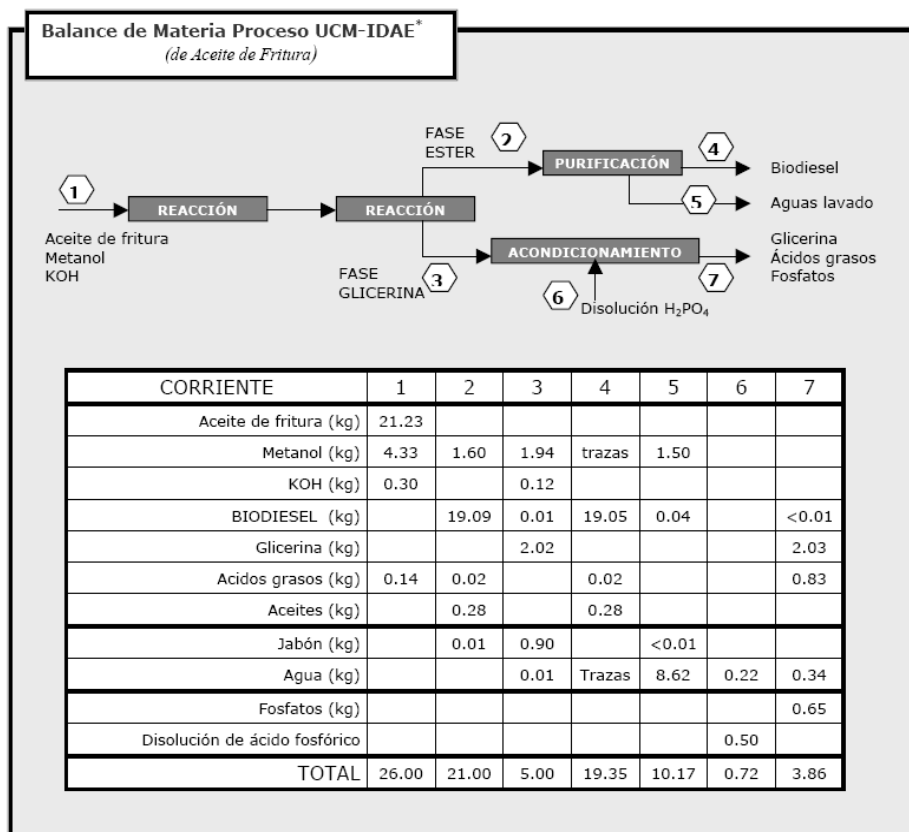 Balance de Materia Proceso UCM-IDAE*
(de Aceite de Fritura)
FASE
ESTER
2
PURIFICACIÓN
4
Biodiesel
1
REACCIÓN
REACCIÓN
5
Aguas lavado
Aceite de fritura
Metanol
KOH
FASE
GLICERINA
3
ACONDICIONAMIENTO
7
Glicerina
Ácidos grasos
Fosfatos
6
Disolución H₂PO₄
CORRIENTE 1 2 3 4 5 6 7
Aceite de fritura (kg) 21.23
Metanol (kg) 4.33 1.60 1.94 trazas 1.50
KOH (kg) 0.30 0.12
BIODIESEL (kg) 19.09 0.01 19.05 0.04 <0.01
Glicerina (kg) 2.02 2.03
Acidos grasos (kg) 0.14 0.02 0.02 0.83
Aceites (kg) 0.28 0.28
Jabón (kg) 0.01 0.90 <0.01
Agua (kg) 0.01 Trazas 8.62 0.22 0.34
Fosfatos (kg) 0.65
Disolución de ácido fosfórico 0.50
TOTAL 26.00 21.00 5.00 19.35 10.17 0.72 3.86